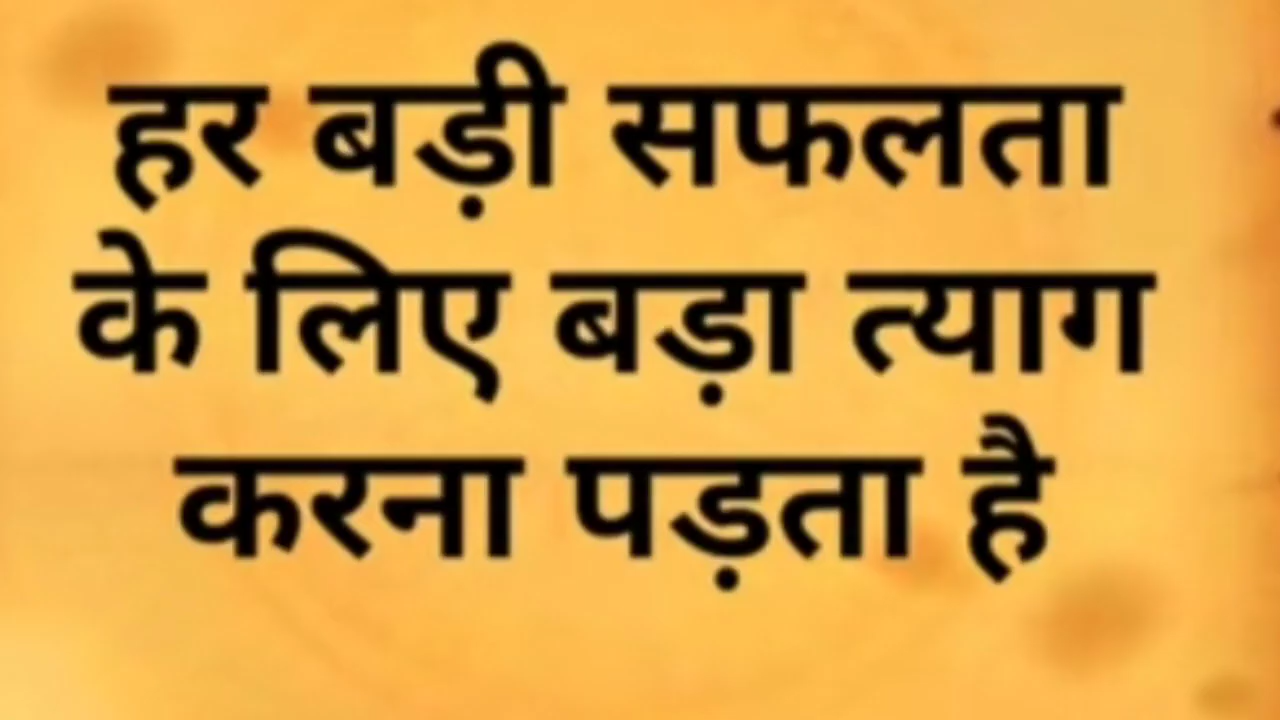 हर बड़ी सफलता
के लिए बड़ा त्याग
करना पड़ता है